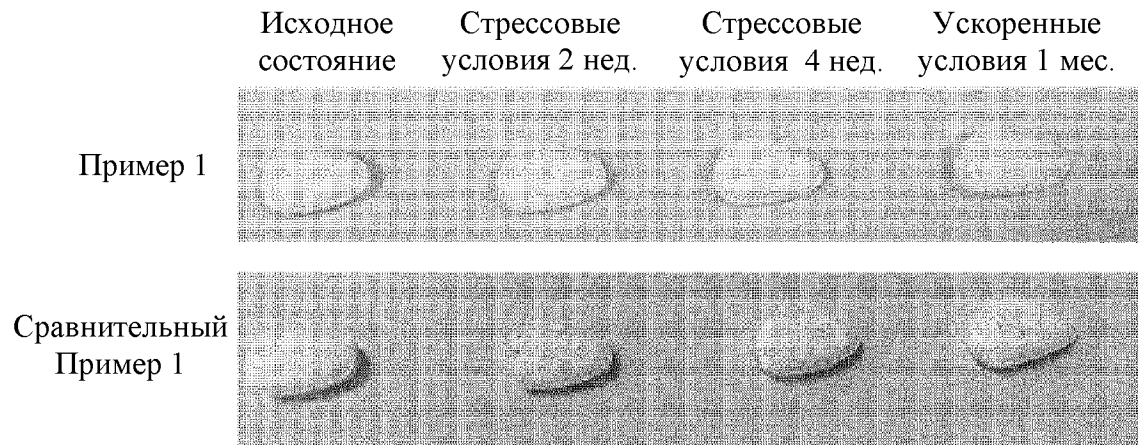 Исходное
состояние
Стрессовые
условия 2 нед.
Стрессовые
условия 4 нед.
Ускоренные
условия 1 мес.
Пример 1
Сравнительный
Пример 1